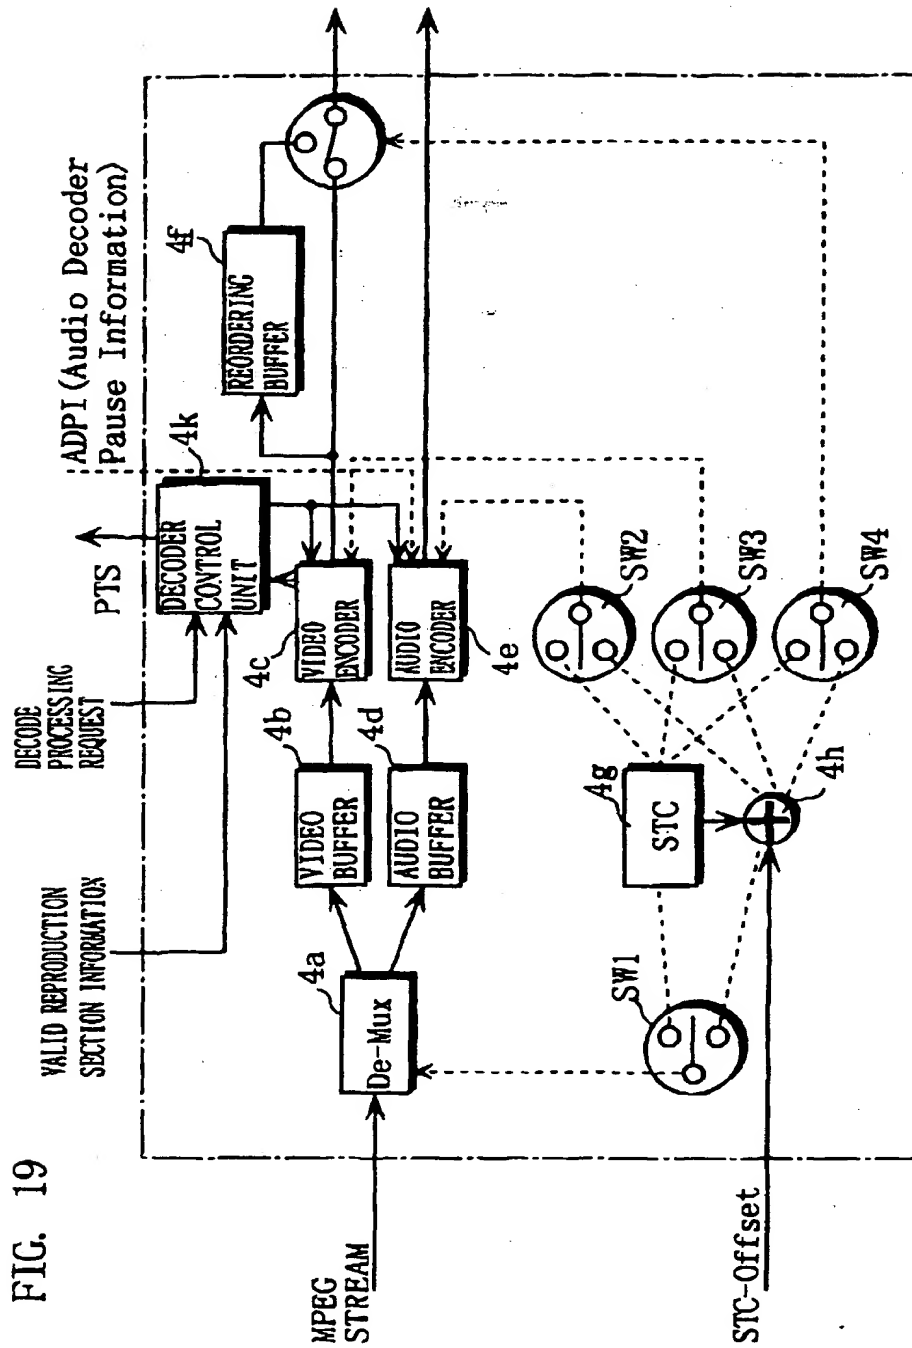 FIG. 19
VALID REPRODUCTION
SECTION INFORMATION
DECODE
PROCESSING
REQUEST
PTS
ADPI(Audio Decoder
Pause Information)
4k
DECODER
CONTROL
UNIT
4f
REORDERING
BUFFER
4b
VIDEO
BUFFER
4c
VIDEO
ENCODER
4a
De-Mux
4d
AUDIO
BUFFER
AUDIO
ENCODER
4e
MPEG
STREAM
SW1
4g
STC
SW2
SW3
SW4
4h
STC-Offset